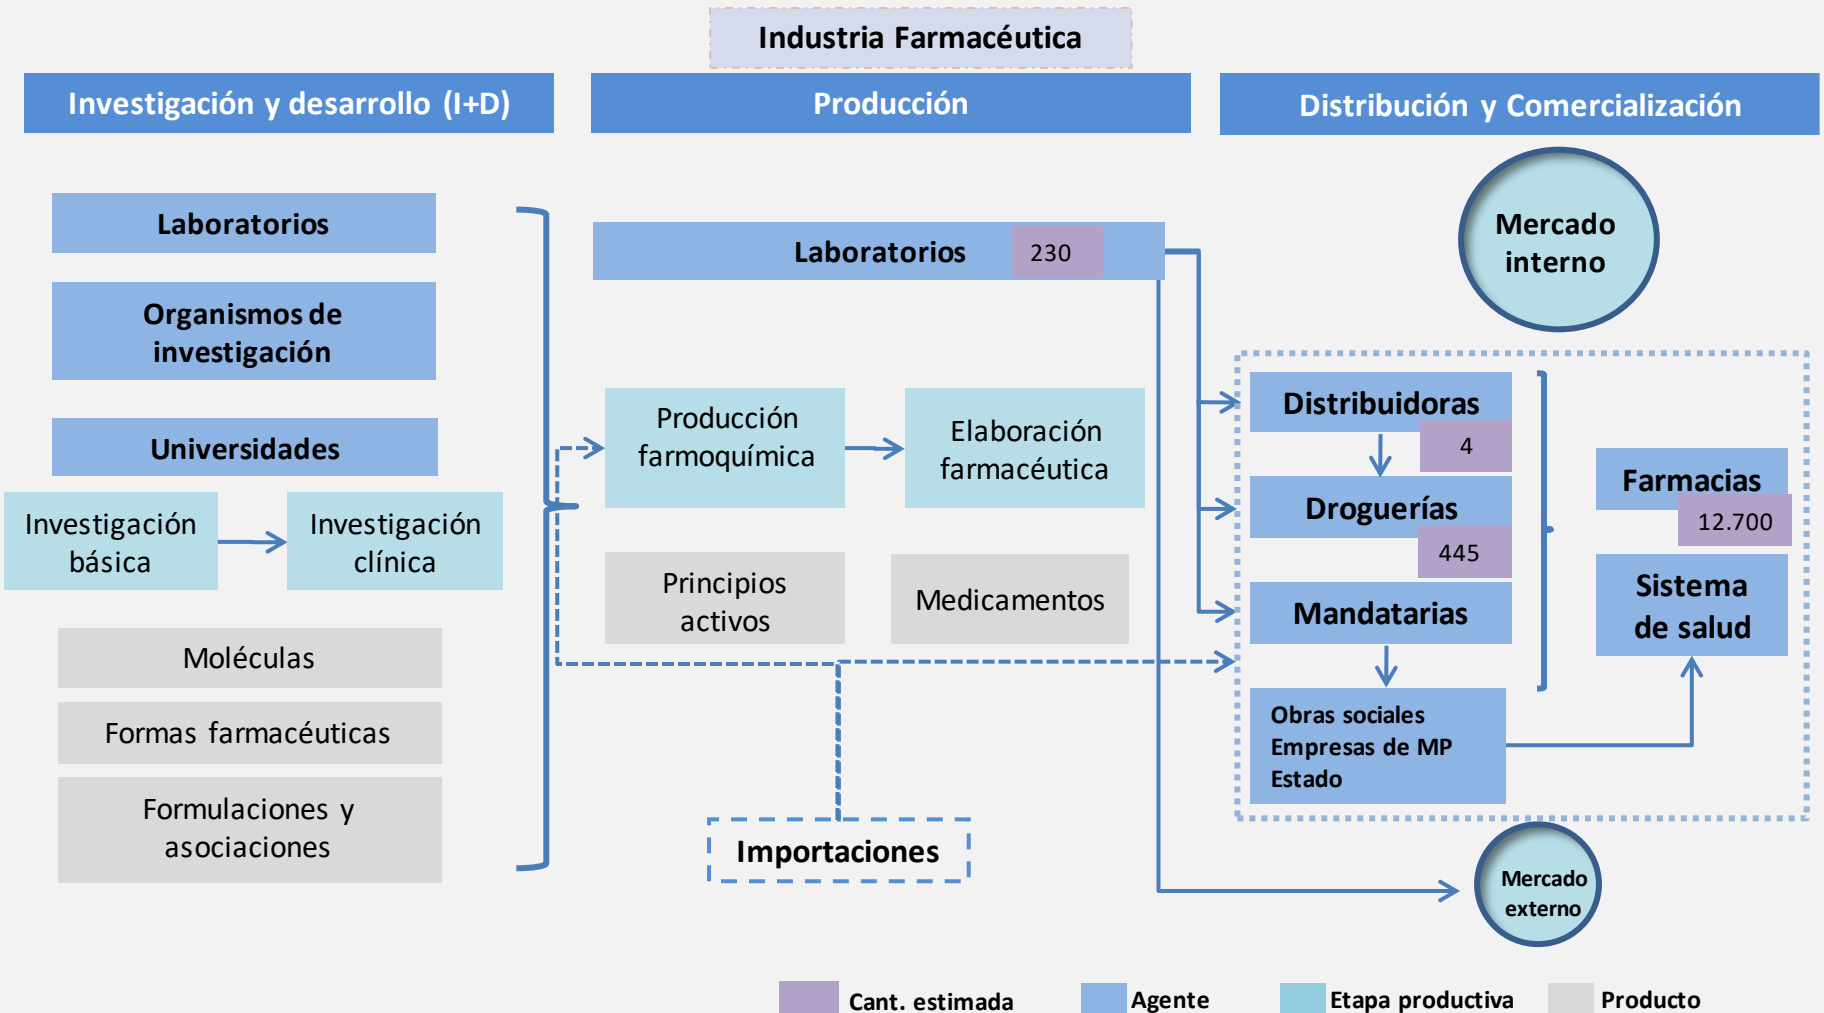 Industria Farmacéutica
Investigación y desarrollo (I+D)
Producción
Distribución y Comercialización
Laboratorios
Organismos de
investigación
Universidades
Investigación
básica
Investigación
clínica
Moléculas
Formas farmacéuticas
Formulaciones y
asociaciones
Laboratorios
230
Producción
farmoquímica
Elaboración
farmacéutica
Principios
activos
Medicamentos
Importaciones
Mercado
interno
Distribuidoras
4
Droguerías
445
Mandatarias
Obras sociales
Empresas de MP
Estado
Farmacias
12.700
Sistema
de salud
Mercado
externo
Cant. estimada
Agente
Etapa productiva
Producto